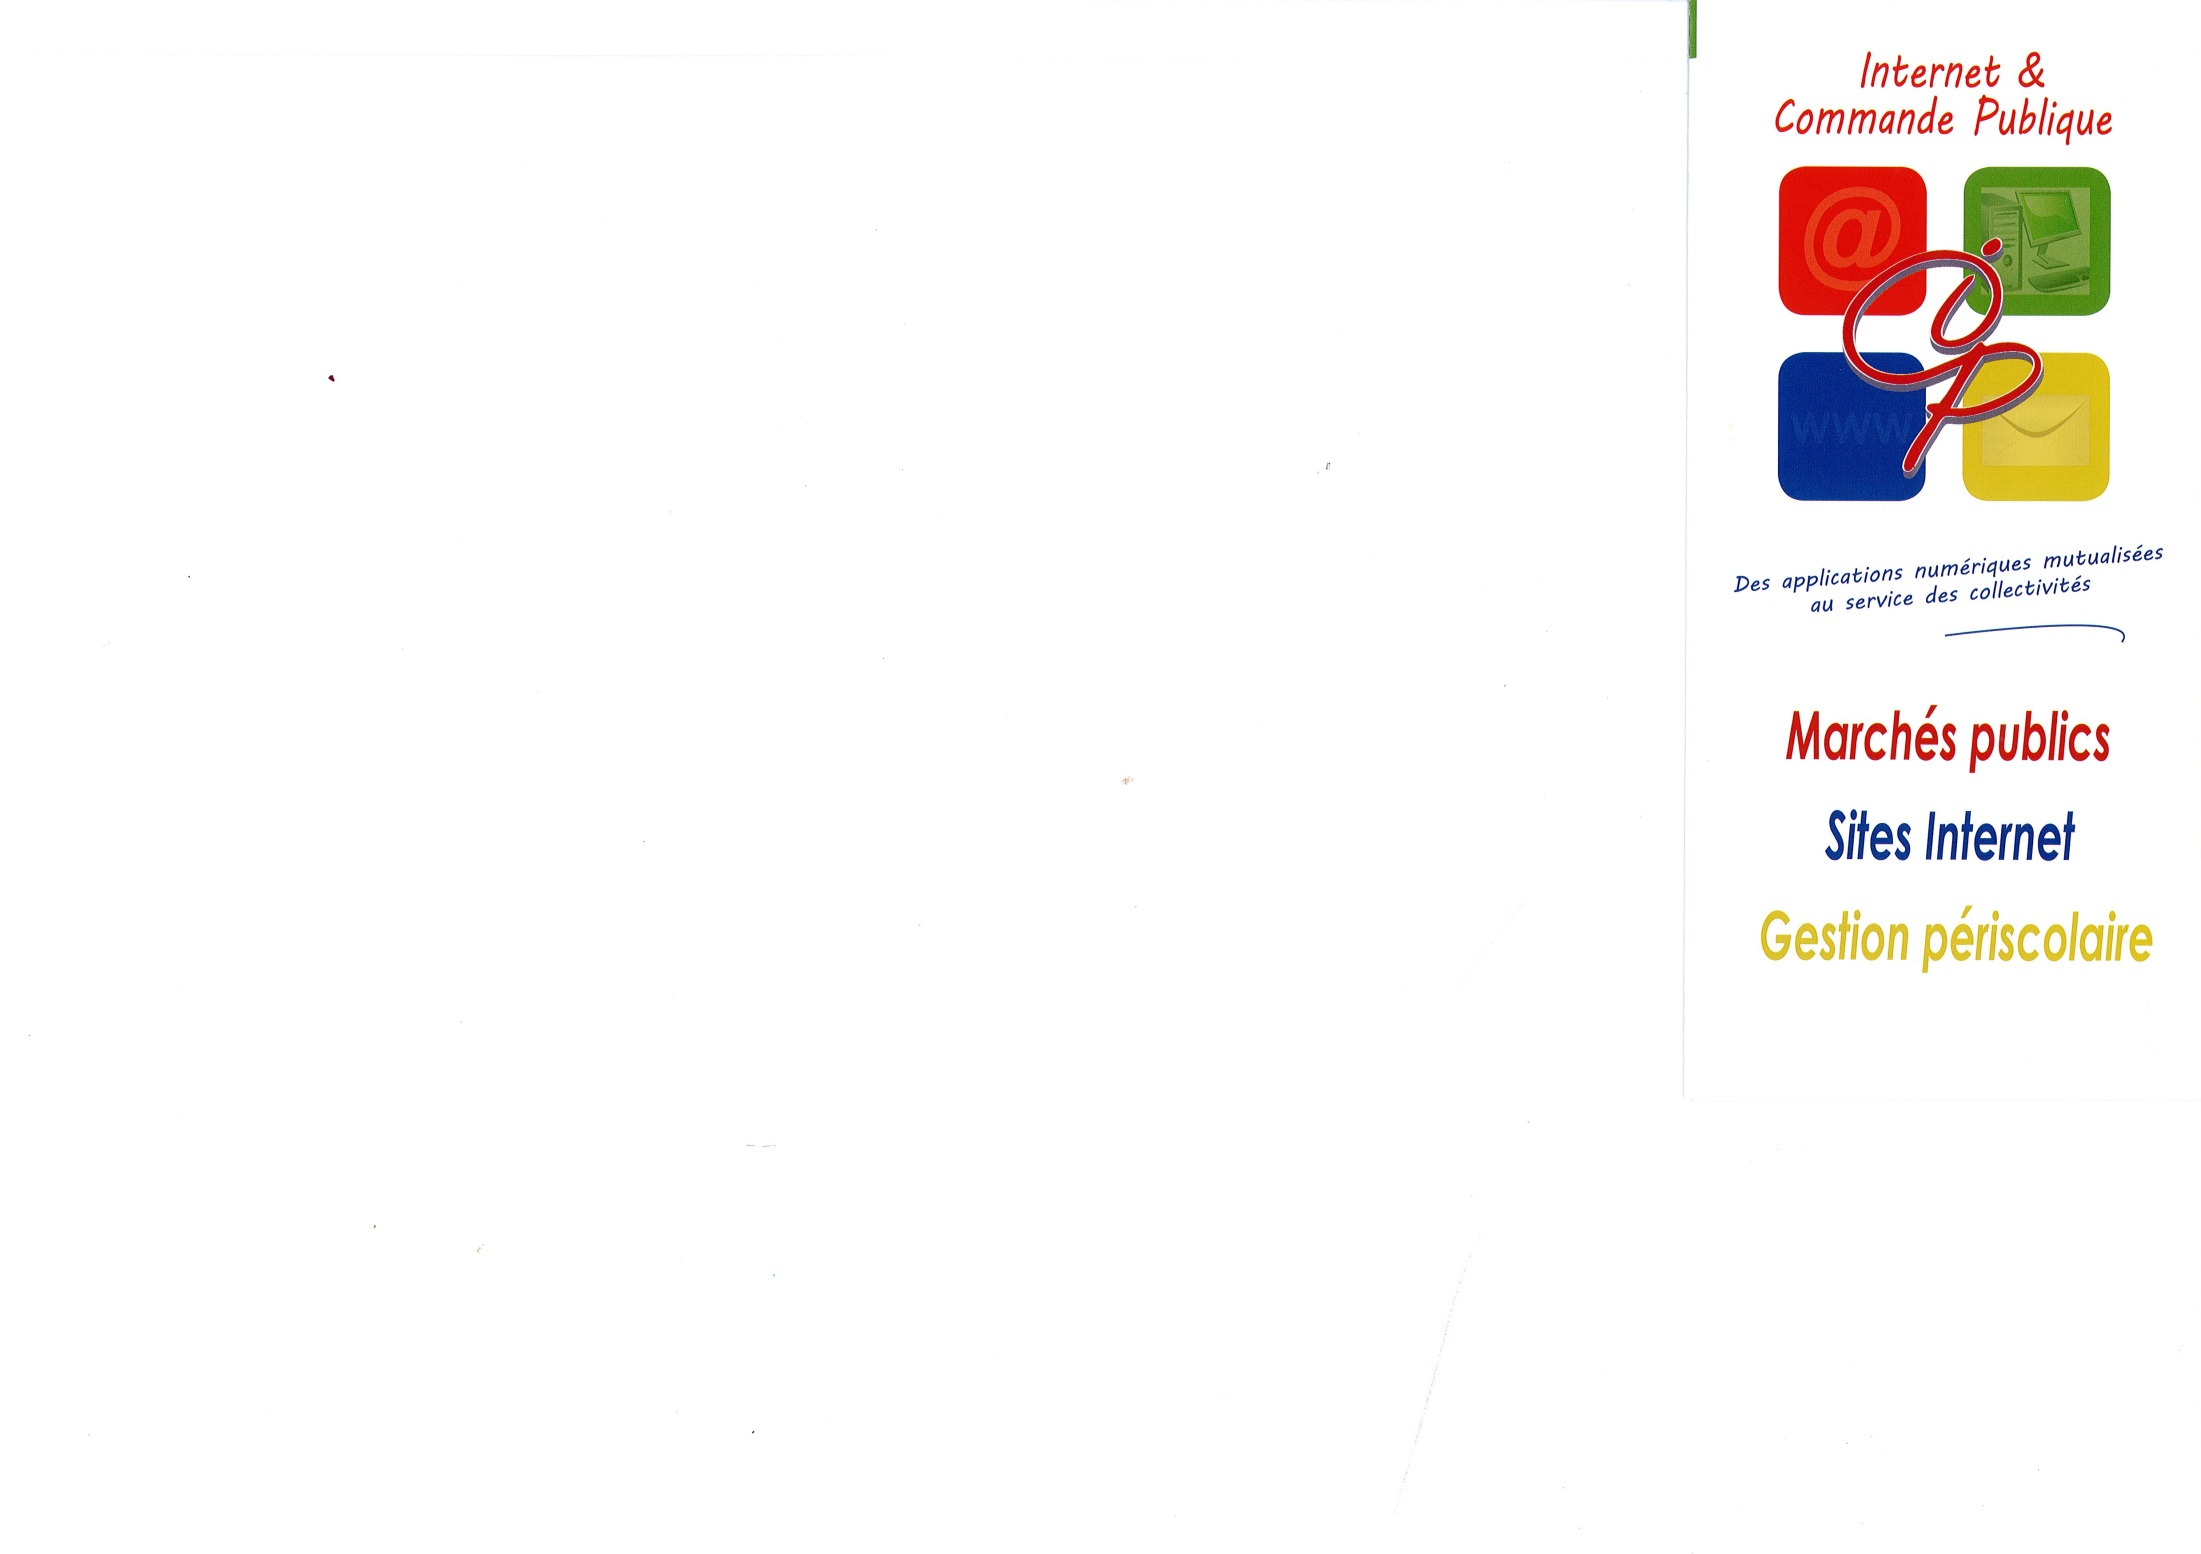 Internet &
Commande Publique
@
www
Des applications numériques mutualisées
au service des collectivités
Marchés publics
Sites Internet
Gestion périscolaire